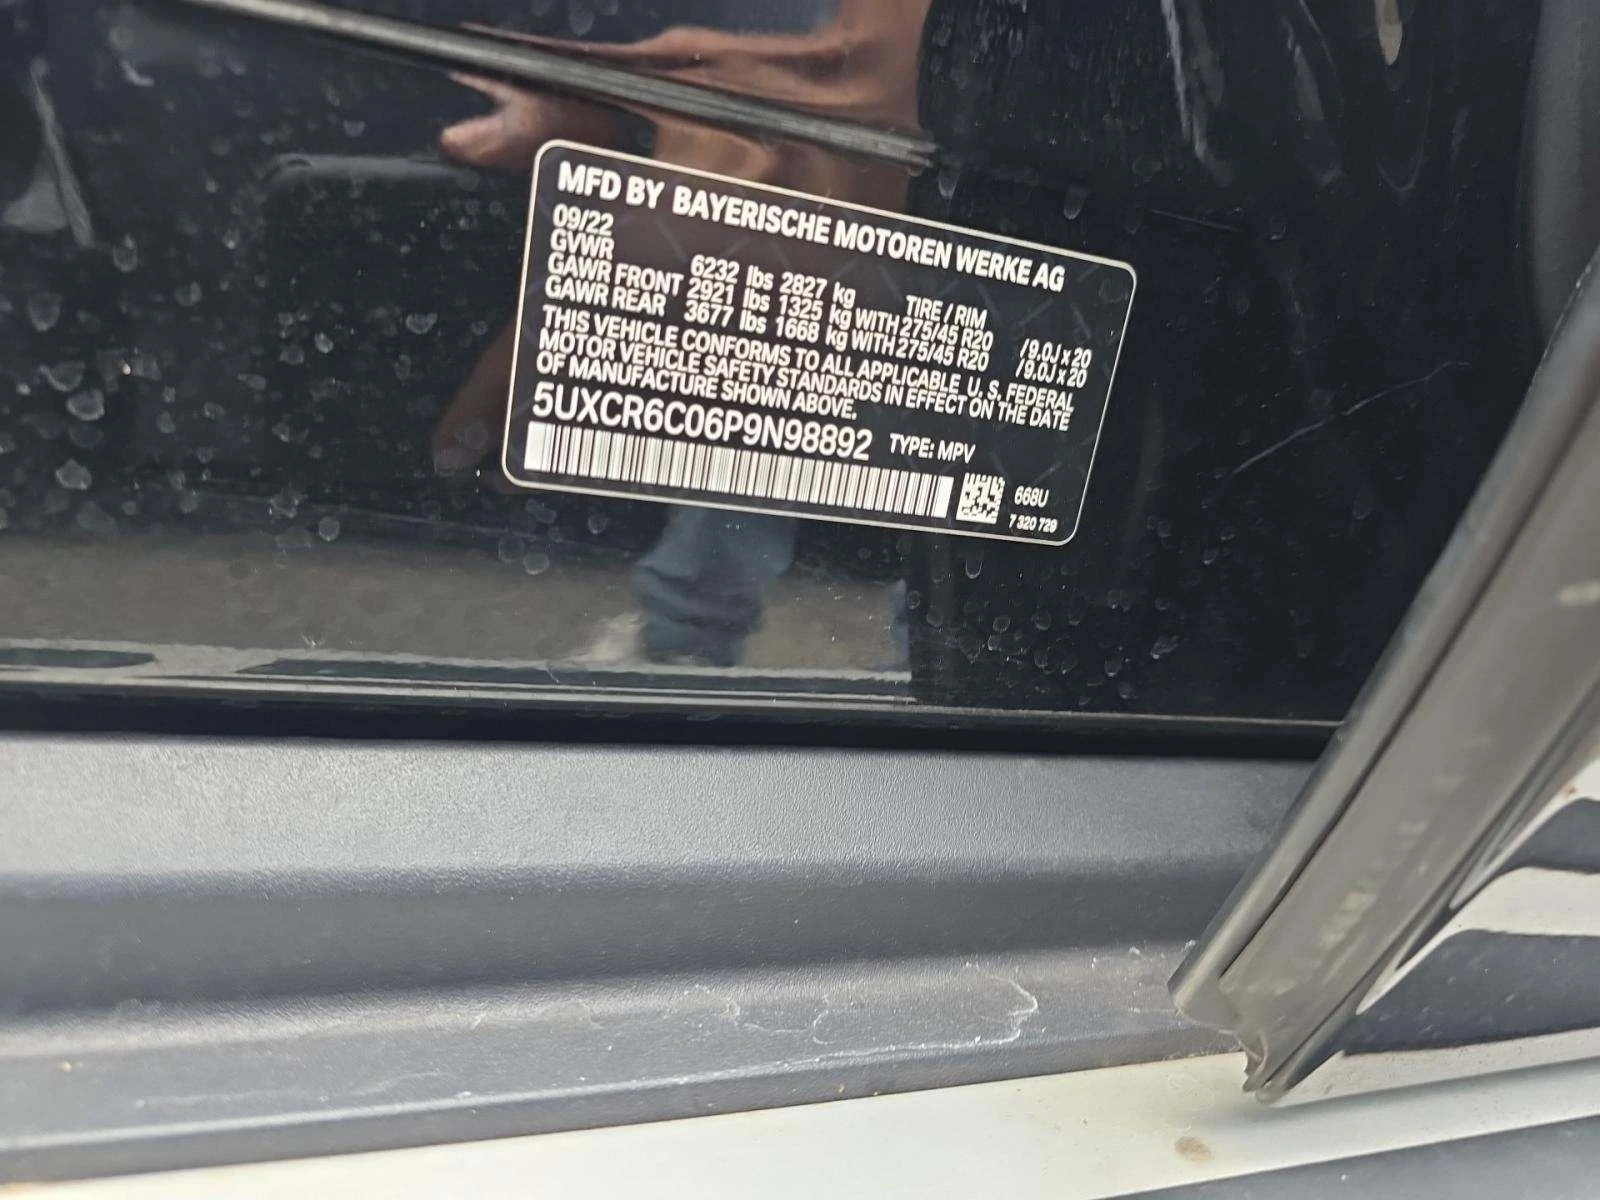 MFD BY BAYERISCHE MOTOREN WERKE AG
09/22
GVWR 6232 lbs 2827 kg TIRE / RIM
GAWR FRONT 2921 lbs 1325 kg WITH 275/45 R20 /9.0J x 20
GAWR REAR 3677 lbs 1668 kg WITH 275/45 R20 /9.0J x 20
THIS VEHICLE CONFORMS TO ALL APPLICABLE U. S. FEDERAL
MOTOR VEHICLE SAFETY STANDARDS IN EFFECT ON THE DATE
OF MANUFACTURE SHOWN ABOVE.
5UXCR6C06P9N98892 TYPE: MPV
668U
7 320 729